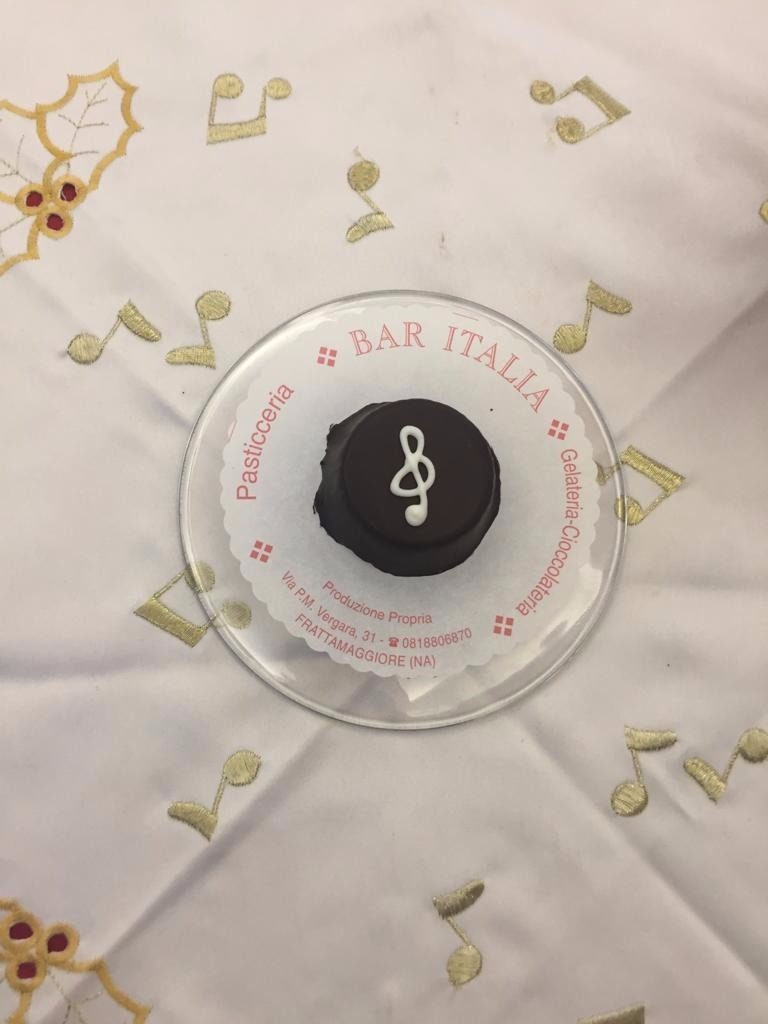 BAR ITALIA
Pasticceria
Gelateria-Cioccolateria
Produzione Propria
Via P.M. Vergara, 31 - ☎ 0818806870
FRATTAMAGGIORE (NA)